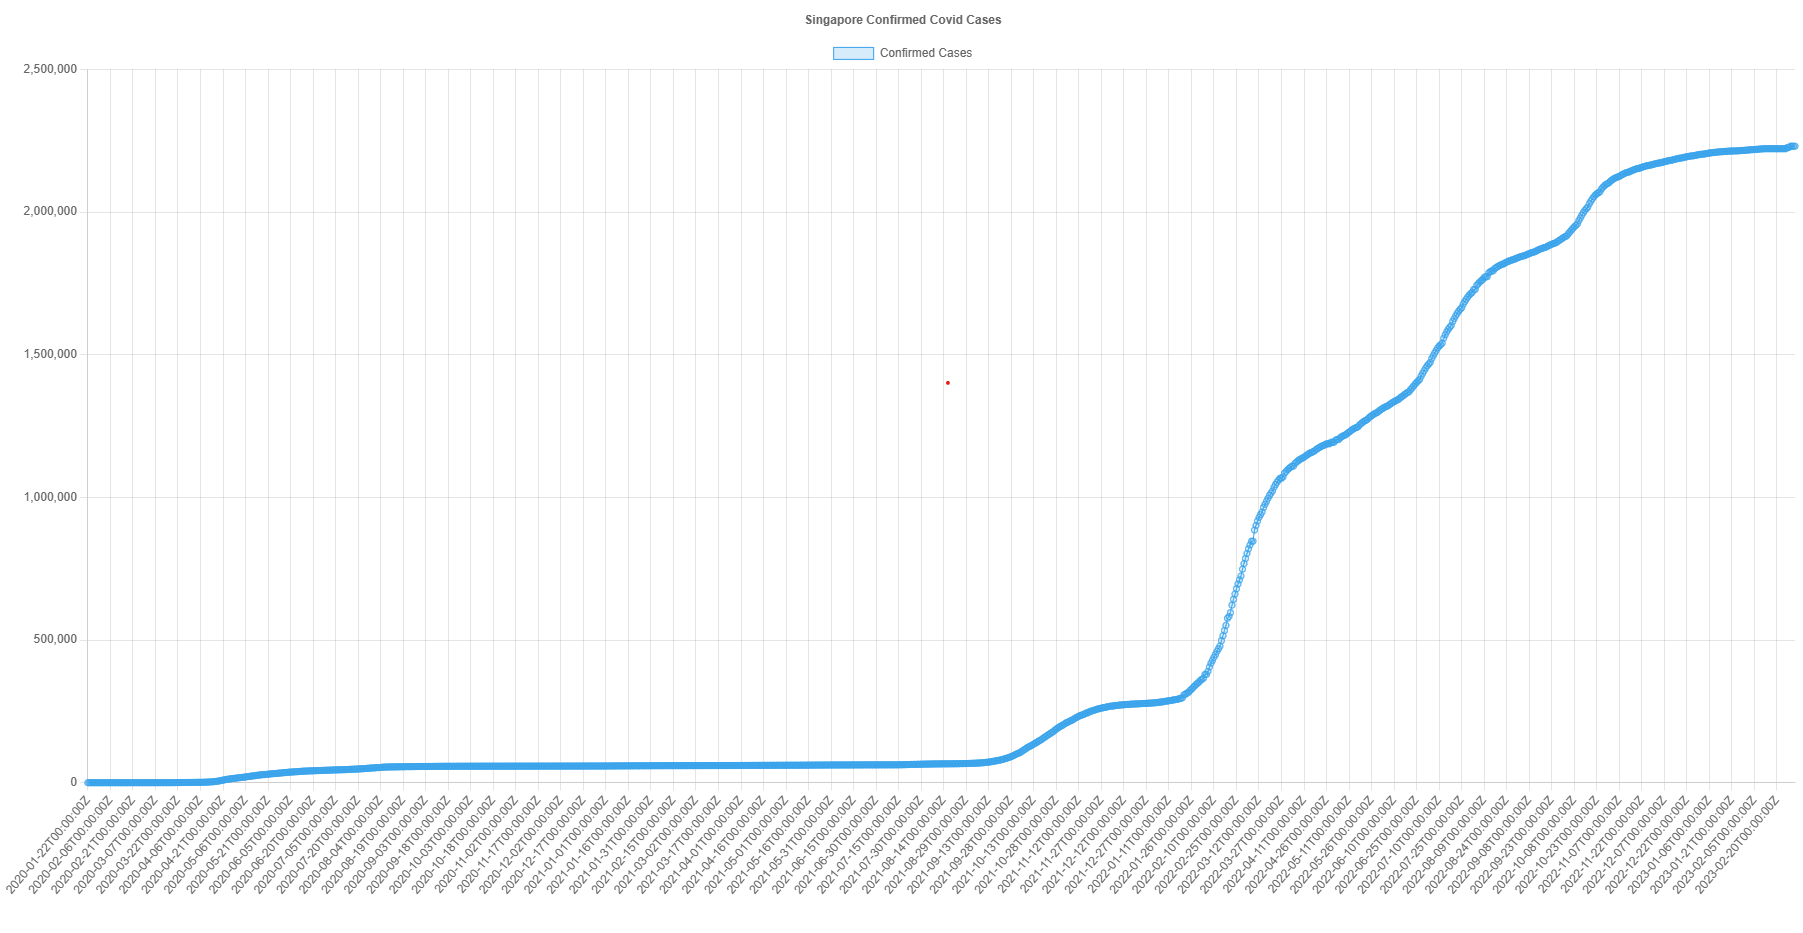 Singapore Confirmed Covid Cases
Confirmed Cases
2,500,000
2,000,000
1,500,000
1,000,000
500,000
0
2020-01-22T00:00:00Z
2020-02-06T00:00:00Z
2020-02-21T00:00:00Z
2020-03-07T00:00:00Z
2020-03-22T00:00:00Z
2020-04-06T00:00:00Z
2020-04-21T00:00:00Z
2020-05-06T00:00:00Z
2020-05-21T00:00:00Z
2020-06-05T00:00:00Z
2020-06-20T00:00:00Z
2020-07-05T00:00:00Z
2020-07-20T00:00:00Z
2020-08-04T00:00:00Z
2020-08-19T00:00:00Z
2020-09-03T00:00:00Z
2020-09-18T00:00:00Z
2020-10-03T00:00:00Z
2020-10-18T00:00:00Z
2020-11-02T00:00:00Z
2020-11-17T00:00:00Z
2020-12-02T00:00:00Z
2020-12-17T00:00:00Z
2021-01-01T00:00:00Z
2021-01-16T00:00:00Z
2021-01-31T00:00:00Z
2021-02-15T00:00:00Z
2021-03-02T00:00:00Z
2021-03-17T00:00:00Z
2021-04-01T00:00:00Z
2021-04-16T00:00:00Z
2021-05-01T00:00:00Z
2021-05-16T00:00:00Z
2021-05-31T00:00:00Z
2021-06-15T00:00:00Z
2021-06-30T00:00:00Z
2021-07-15T00:00:00Z
2021-07-30T00:00:00Z
2021-08-14T00:00:00Z
2021-08-29T00:00:00Z
2021-09-13T00:00:00Z
2021-09-28T00:00:00Z
2021-10-13T00:00:00Z
2021-10-28T00:00:00Z
2021-11-12T00:00:00Z
2021-11-27T00:00:00Z
2021-12-12T00:00:00Z
2021-12-27T00:00:00Z
2022-01-11T00:00:00Z
2022-01-26T00:00:00Z
2022-02-10T00:00:00Z
2022-02-25T00:00:00Z
2022-03-12T00:00:00Z
2022-03-27T00:00:00Z
2022-04-11T00:00:00Z
2022-04-26T00:00:00Z
2022-05-11T00:00:00Z
2022-05-26T00:00:00Z
2022-06-10T00:00:00Z
2022-06-25T00:00:00Z
2022-07-10T00:00:00Z
2022-07-25T00:00:00Z
2022-08-09T00:00:00Z
2022-08-24T00:00:00Z
2022-09-08T00:00:00Z
2022-09-23T00:00:00Z
2022-10-08T00:00:00Z
2022-10-23T00:00:00Z
2022-11-07T00:00:00Z
2022-11-22T00:00:00Z
2022-12-07T00:00:00Z
2022-12-22T00:00:00Z
2023-01-06T00:00:00Z
2023-01-21T00:00:00Z
2023-02-05T00:00:00Z
2023-02-20T00:00:00Z